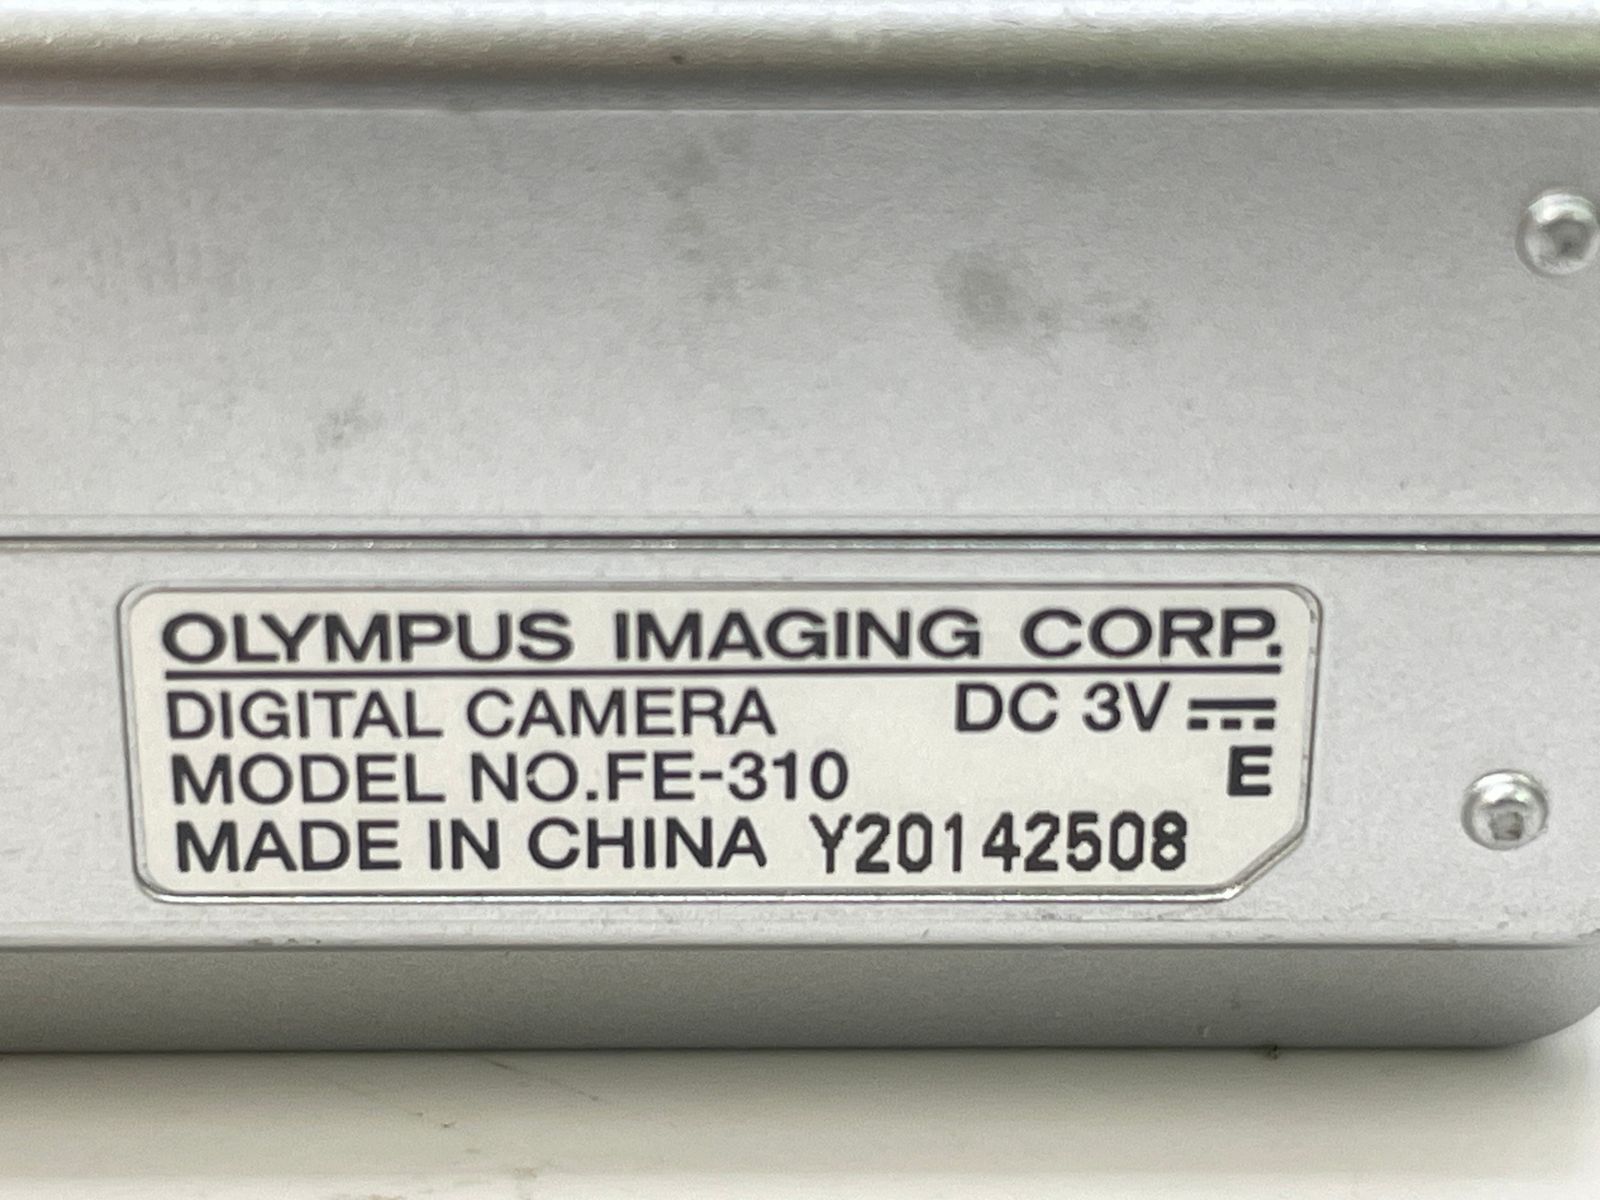 OLYMPUS IMAGING CORP.
DIGITAL CAMERA DC 3V
MODEL NO.FE-310 E
MADE IN CHINA Y20142508